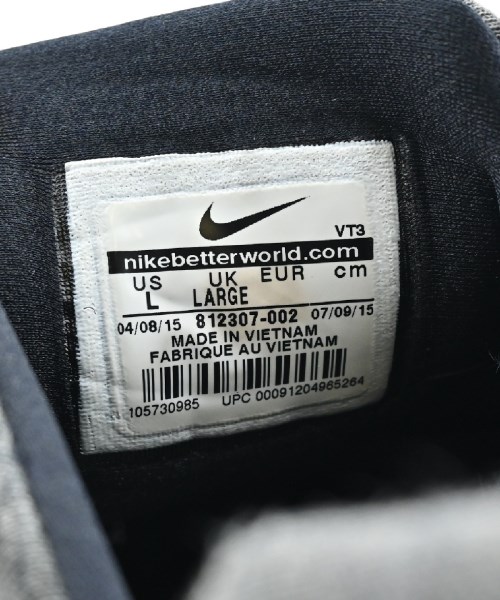 VT3
nikebetterworld.com
US UK EUR cm
L LARGE
04/08/15 812307-002 07/09/15
MADE IN VIETNAM
FABRIQUE AU VIETNAM
105730985 UPC 00091204965264